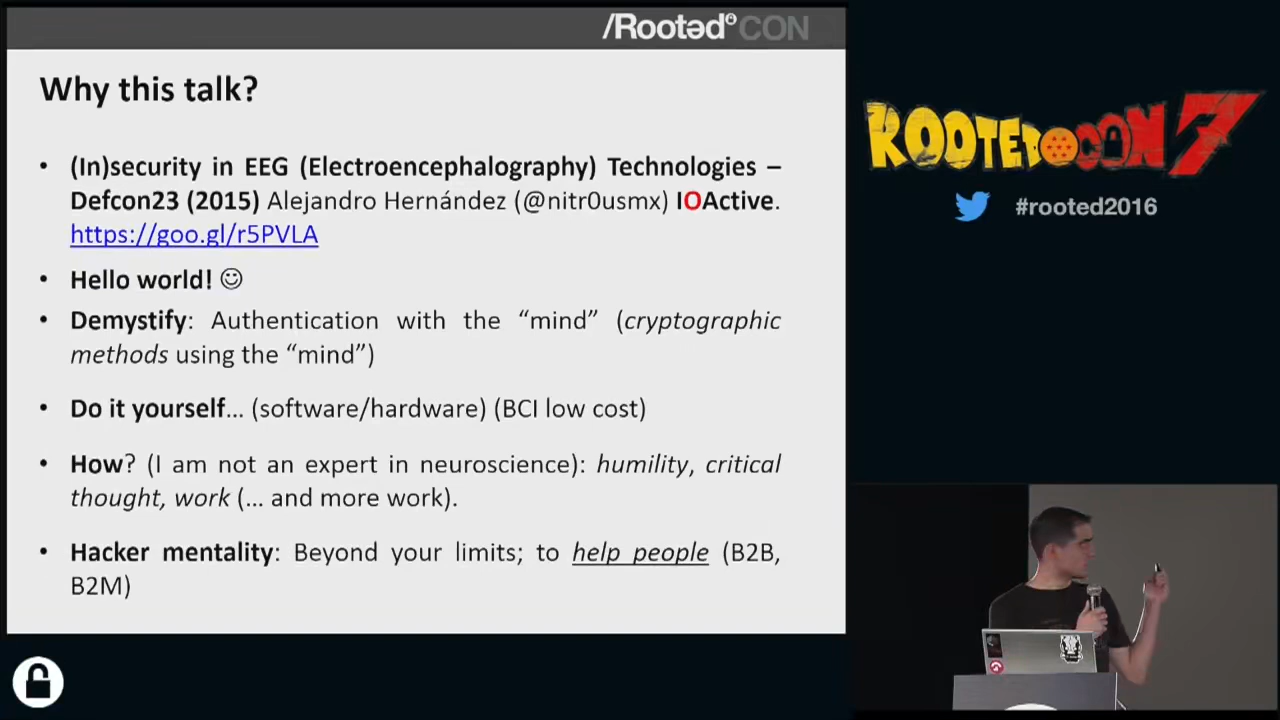 /Rootəd° CON
Why this talk?
• (In)security in EEG (Electroencephalography) Technologies –
Defcon23 (2015) Alejandro Hernández (@nitr0usmx) IOActive.
https://goo.gl/r5PVLA
• Hello world! ☺
• Demystify: Authentication with the “mind” (cryptographic
methods using the “mind”)
• Do it yourself… (software/hardware) (BCI low cost)
• How? (I am not an expert in neuroscience): humility, critical
thought, work (… and more work).
• Hacker mentality: Beyond your limits; to help people (B2B,
B2M)
ROOTED CON 7
#rooted2016